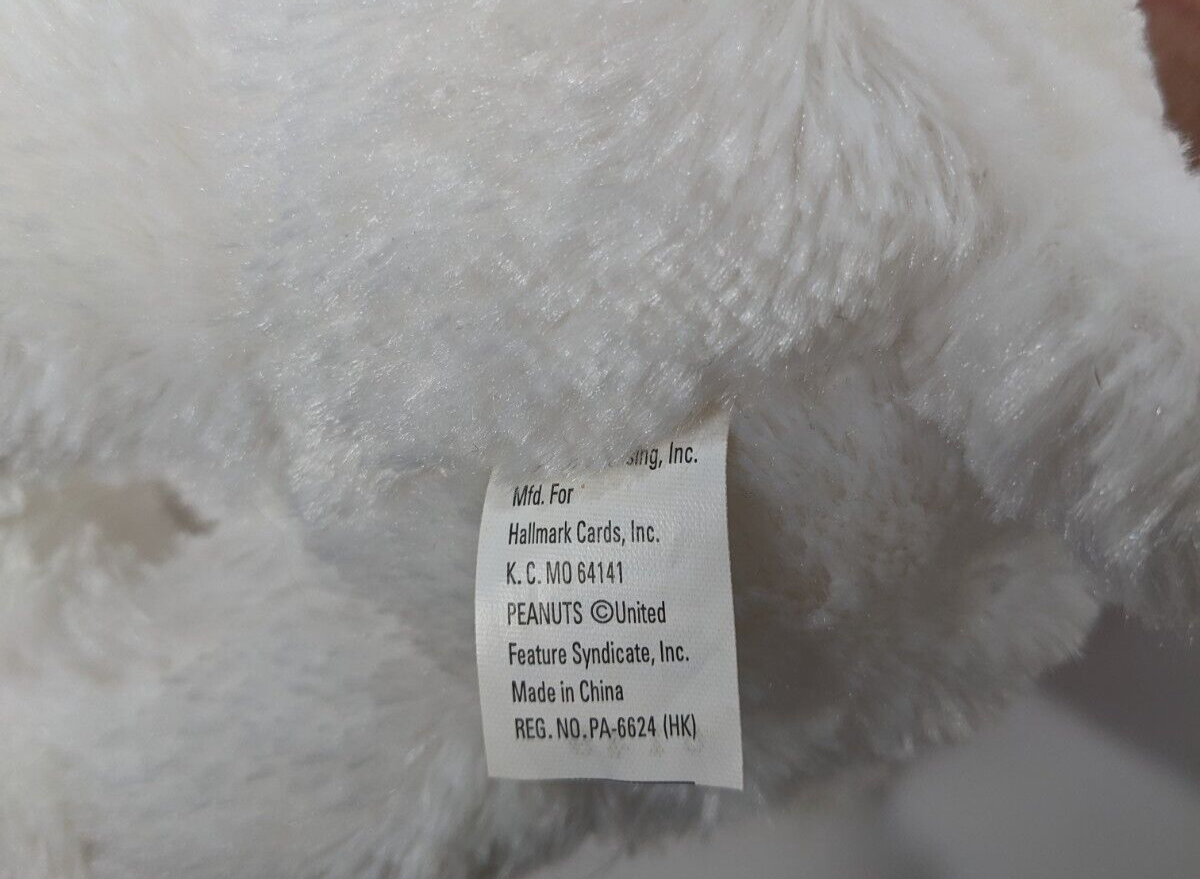 Inc.
Mfd. For
Hallmark Cards, Inc.
K. C. MO 64141
PEANUTS ©United
Feature Syndicate, Inc.
Made in China
REG. NO. PA-6624 (HK)